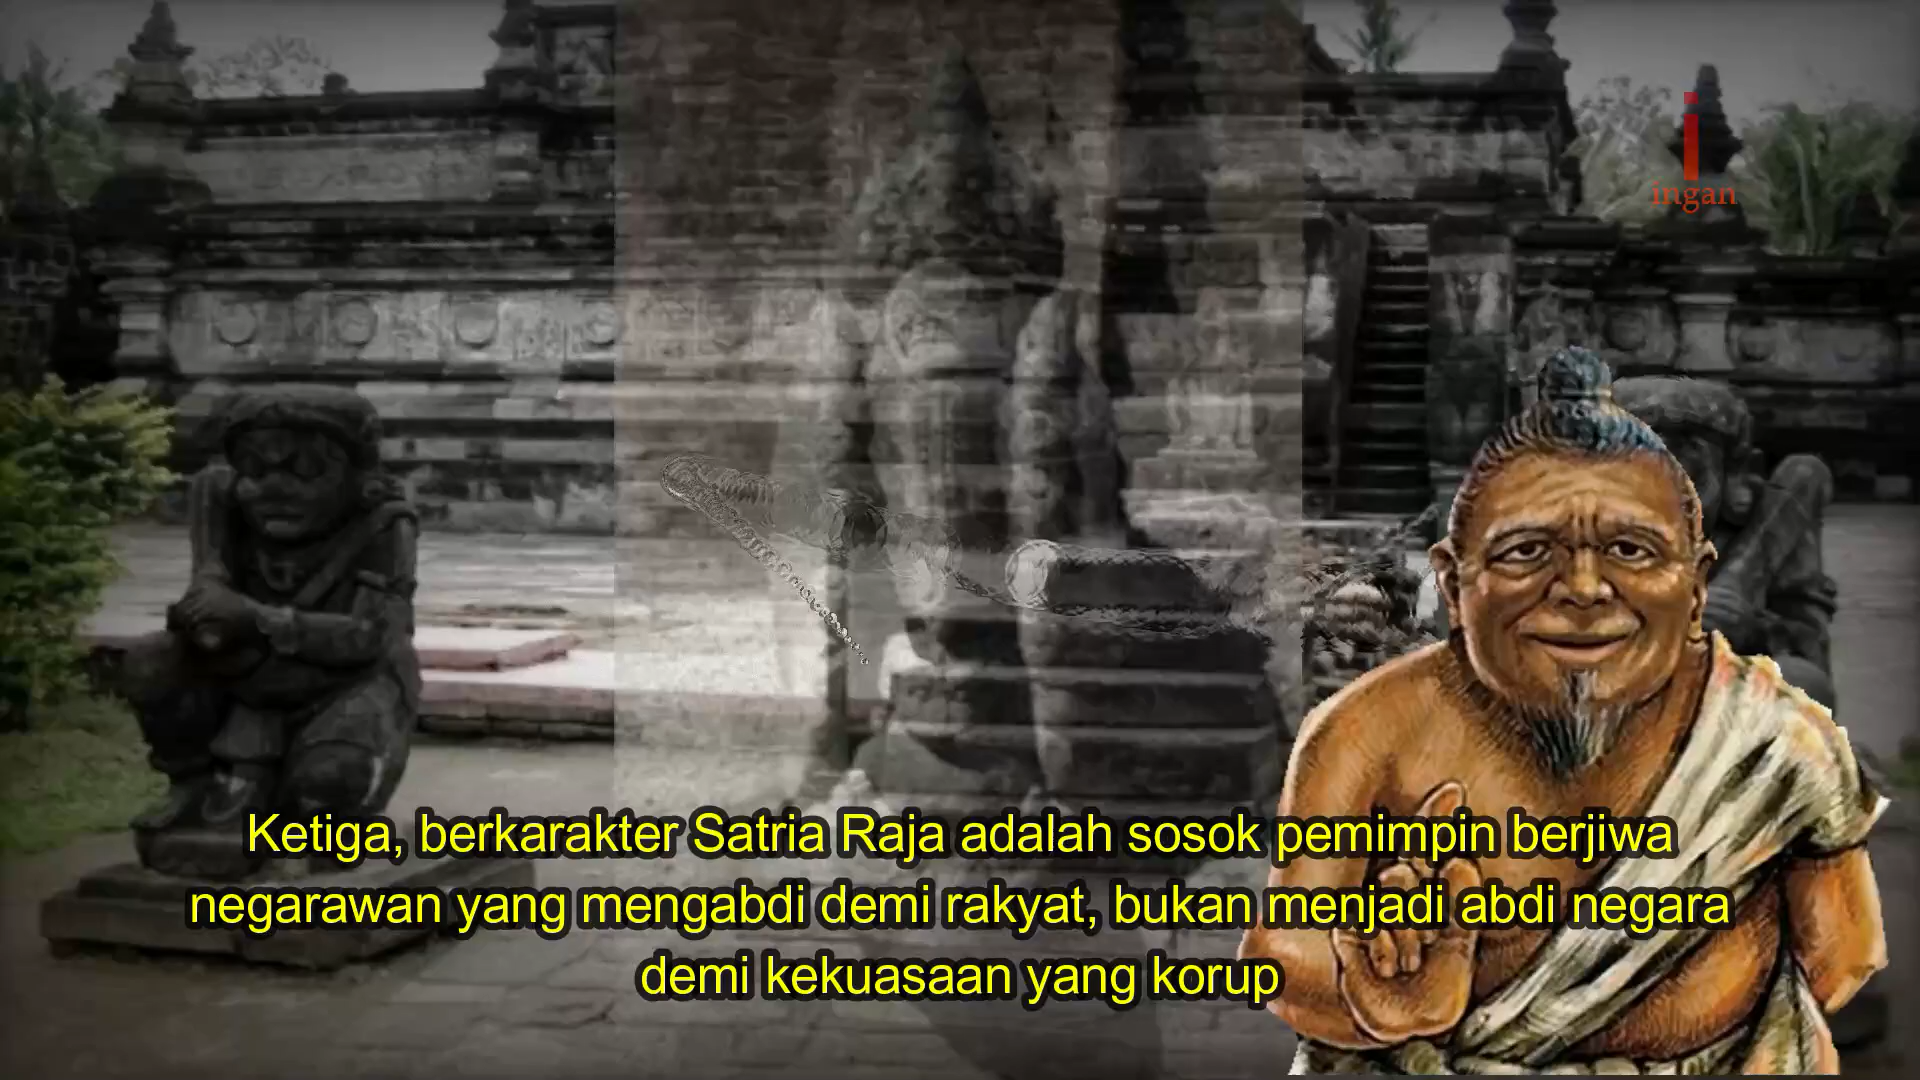 i
ingan
Ketiga, berkarakter Satria Raja adalah sosok pemimpin berjiwa
negarawan yang mengabdi demi rakyat, bukan menjadi abdi negara
demi kekuasaan yang korup